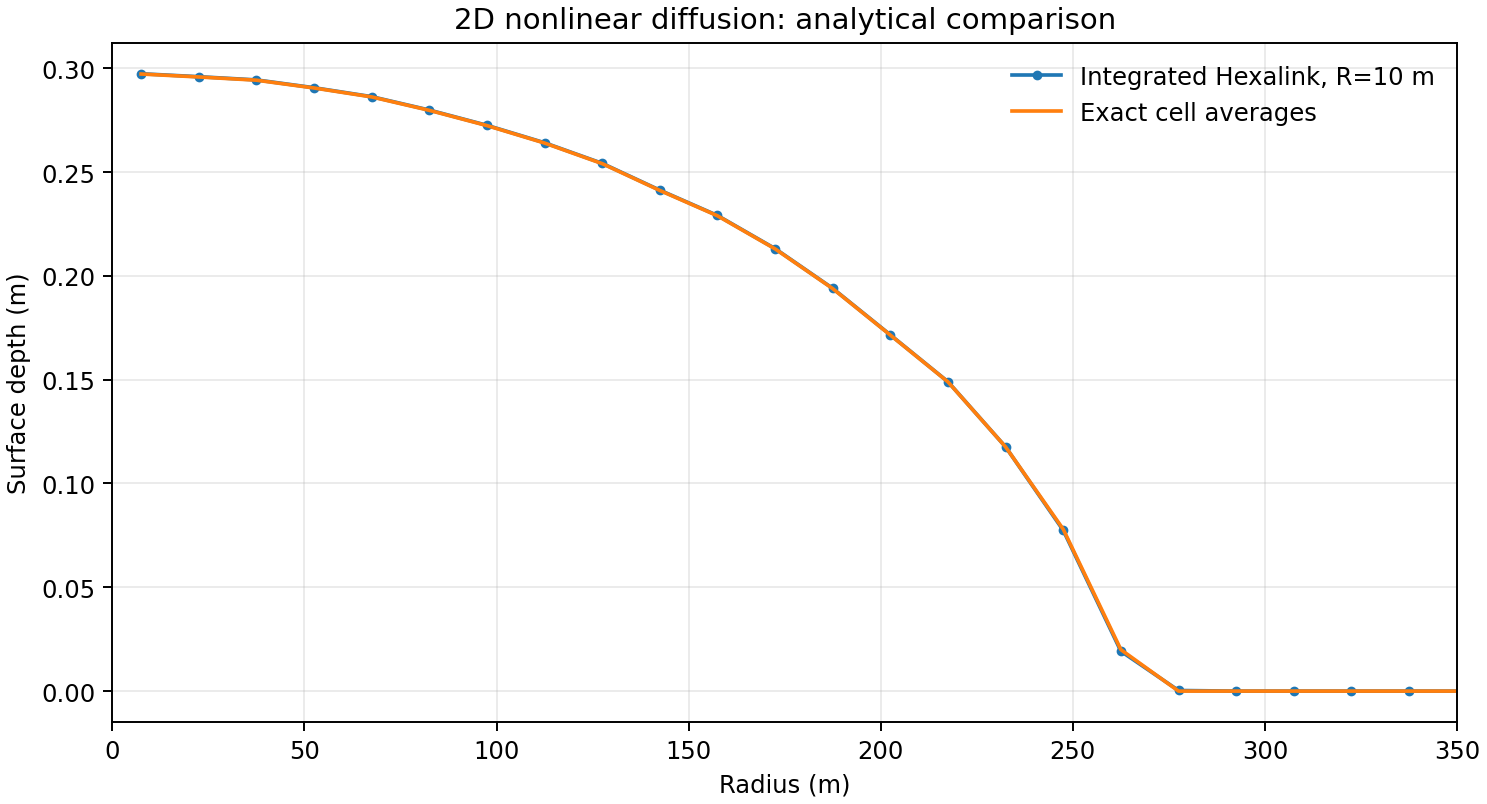 2D nonlinear diffusion: analytical comparison
Integrated Hexalink, R=10 m
Exact cell averages
Surface depth (m)
0.30
0.25
0.20
0.15
0.10
0.05
0.00
0 50 100 150 200 250 300 350
Radius (m)